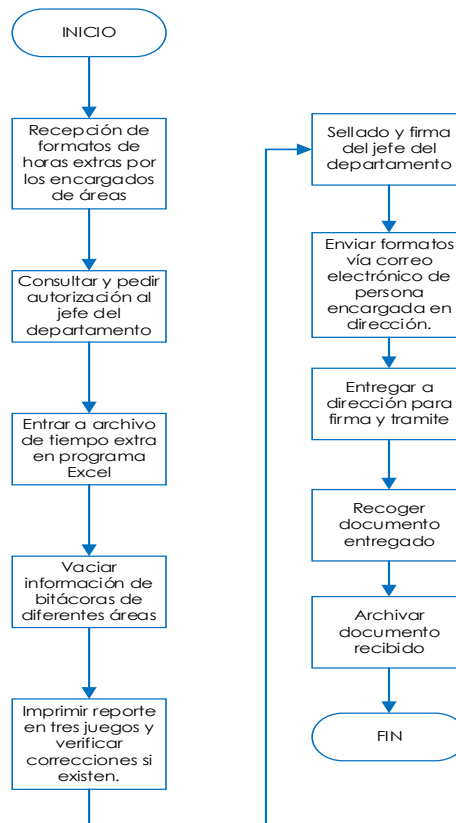 INICIO
Recepción de
formatos de
horas extras por
los encargados
de áreas
Consultar y pedir
autorización al
jefe del
departamento
Entrar a archivo
de tiempo extra
en programa
Excel
Vaciar
información de
bitácoras de
diferentes áreas
Imprimir reporte
en tres juegos y
verificar
correcciones si
existen.
Sellado y firma
del jefe del
departamento
Enviar formatos
vía correo
electrónico de
persona
encargada en
dirección.
Entregar a
dirección para
firma y tramite
Recoger
documento
entregado
Archivar
documento
recibido
FIN